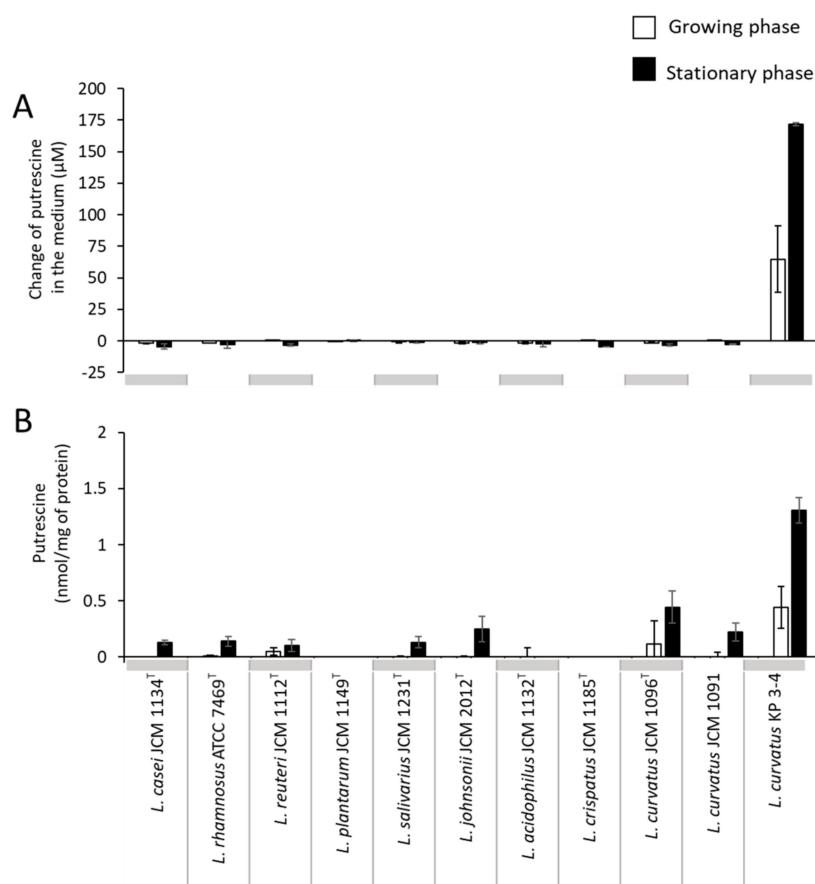 Growing phase
Stationary phase
A
Change of putrescine
in the medium (µM)
200
175
150
125
100
75
50
25
0
-25
B
Putrescine
(nmol/mg of protein)
2
1.5
1
0.5
0
L. casei JCM 1134ᵀ
L. rhamnosus ATCC 7469ᵀ
L. reuteri JCM 1112ᵀ
L. plantarum JCM 1149ᵀ
L. salivarius JCM 1231ᵀ
L. johnsonii JCM 2012ᵀ
L. acidophilus JCM 1132ᵀ
L. crispatus JCM 1185ᵀ
L. curvatus JCM 1096ᵀ
L. curvatus JCM 1091
L. curvatus KP 3-4